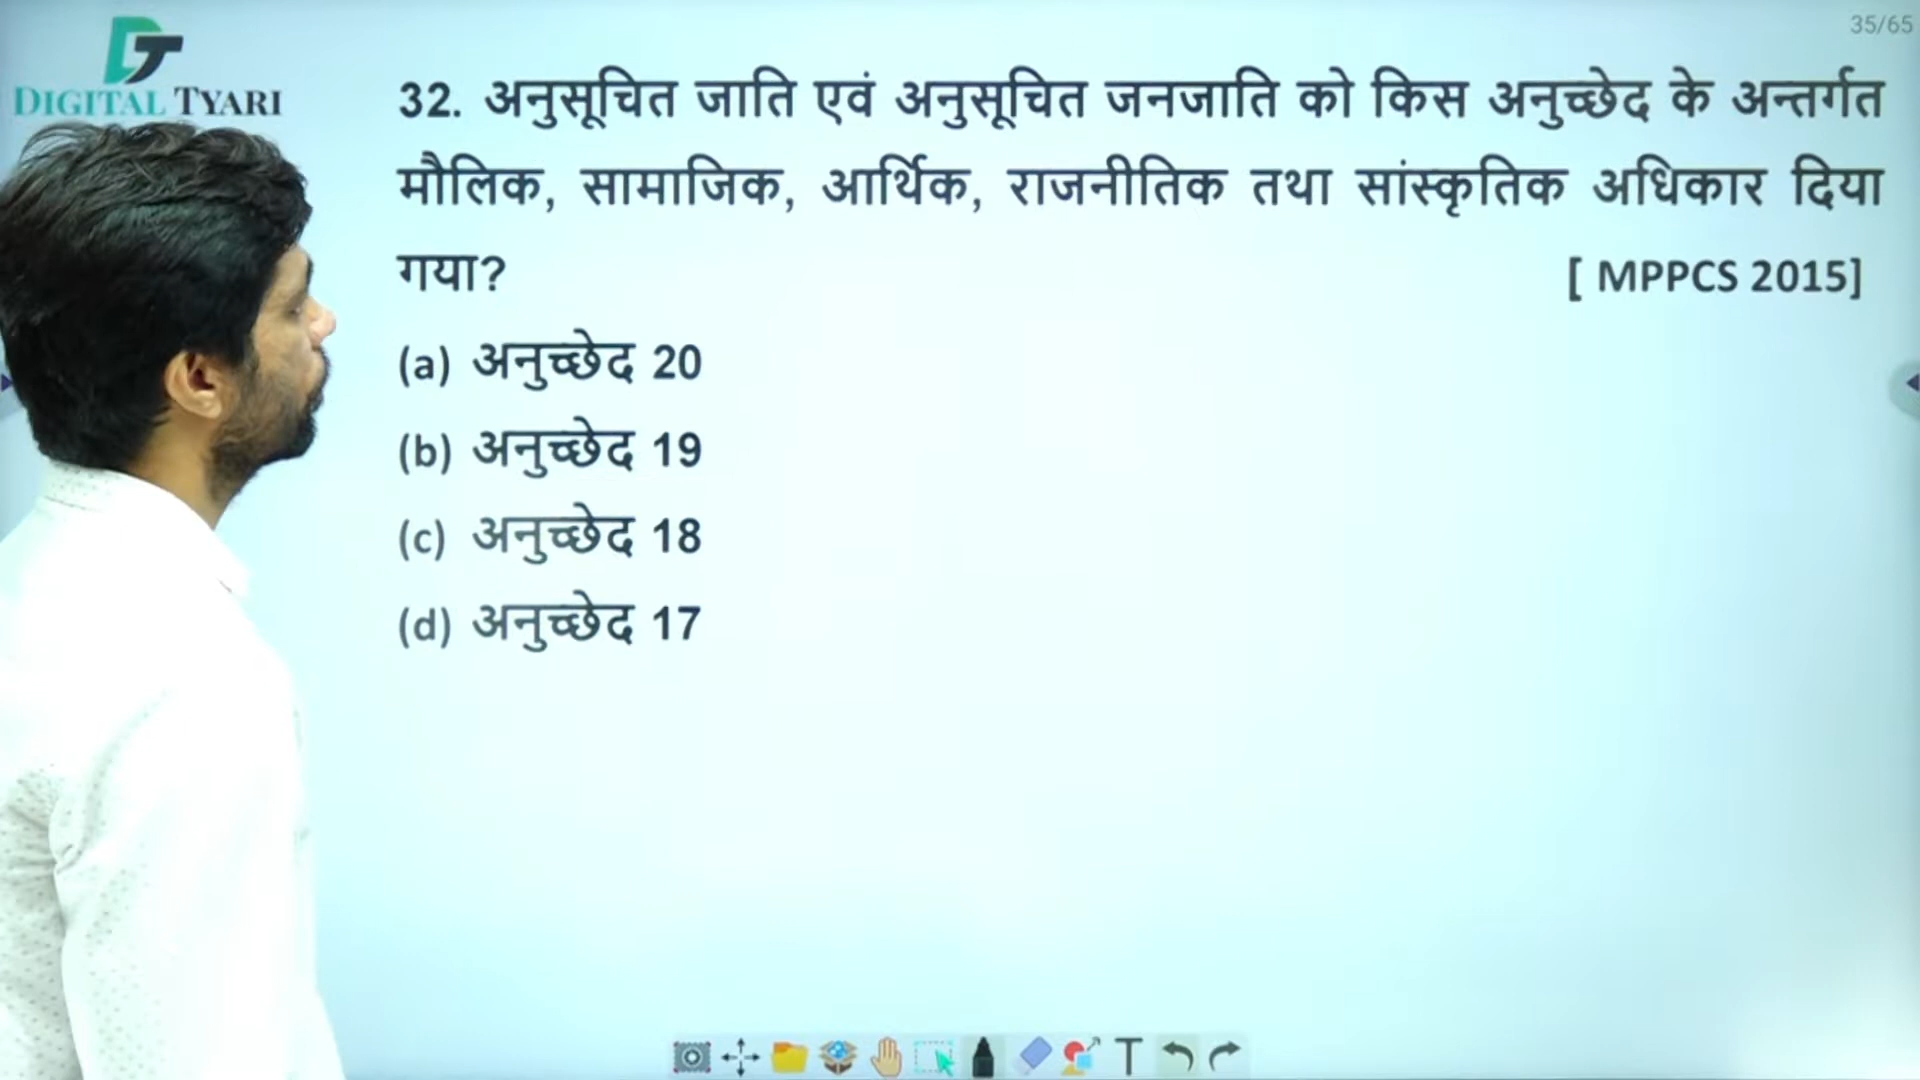 35/65
DIGITAL TYARI
32. अनुसूचित जाति एवं अनुसूचित जनजाति को किस अनुच्छेद के अन्तर्गत
मौलिक, सामाजिक, आर्थिक, राजनीतिक तथा सांस्कृतिक अधिकार दिया
गया?
[ MPPCS 2015]
(a) अनुच्छेद 20
(b) अनुच्छेद 19
(c) अनुच्छेद 18
(d) अनुच्छेद 17